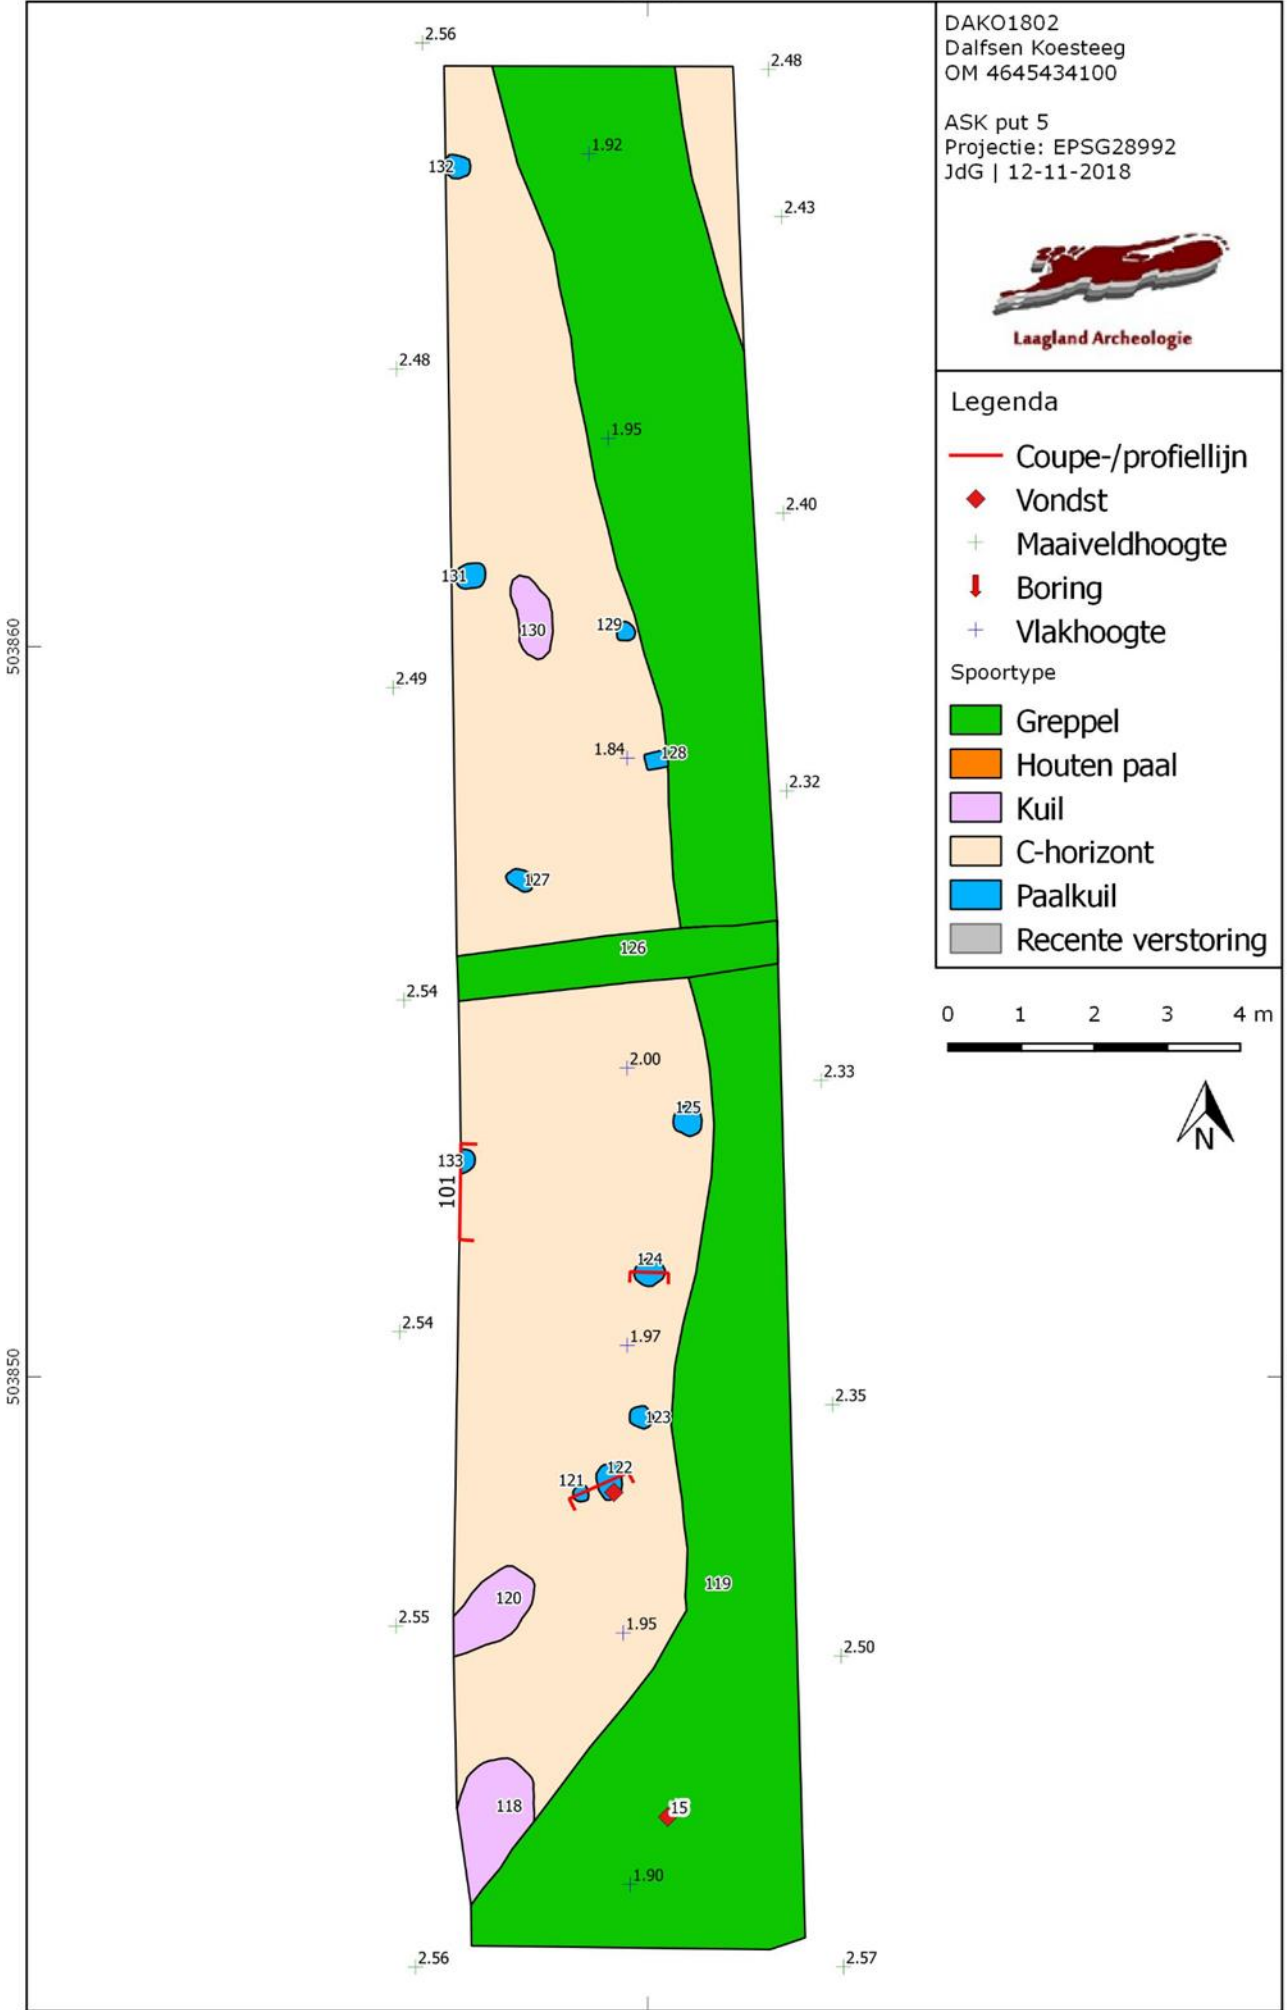 DAKO1802
Dalfsen Koesteeg
OM 4645434100
ASK put 5
Projectie: EPSG28992
JdG | 12-11-2018
Laagland Archeologie
Legenda
Coupe-/profiellijn
Vondst
Maaiveldhoogte
Boring
Vlakhoogte
Spoortype
Greppel
Houten paal
Kuil
C-horizont
Paalkuil
Recente verstoring
0 1 2 3 4 m
N
2.56
2.48
1.92
132
2.43
2.48
1.95
2.40
131
130
129
503860
2.49
1.84
128
2.32
127
126
2.54
2.00
2.33
125
133
101
124
2.54
1.97
503850
2.35
123
122
121
119
120
2.55
1.95
2.50
118
15
1.90
2.56
2.57